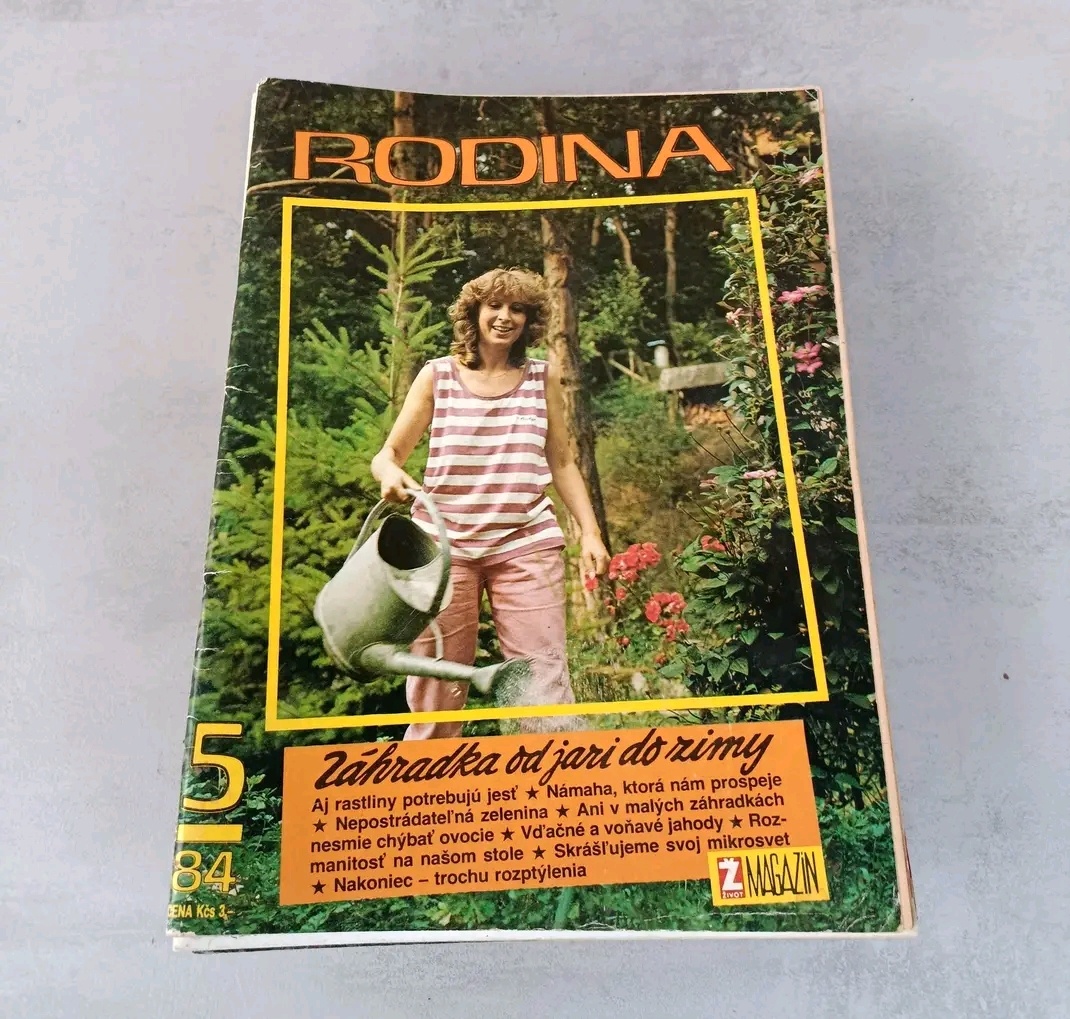 RODINA
5
84
CENA Kčs 3,–
Záhradka od jari do zimy
Aj rastliny potrebujú jesť ★ Námaha, ktorá nám prospeje
★ Nepostrádateľná zelenina ★ Ani v malých záhradkách
nesmie chýbať ovocie ★ Vďačné a voňavé jahody ★ Roz-
manitosť na našom stole ★ Skrášľujeme svoj mikrosvet
★ Nakoniec – trochu rozptýlenia
Ž
ŽIVOT
MAGAZÍN